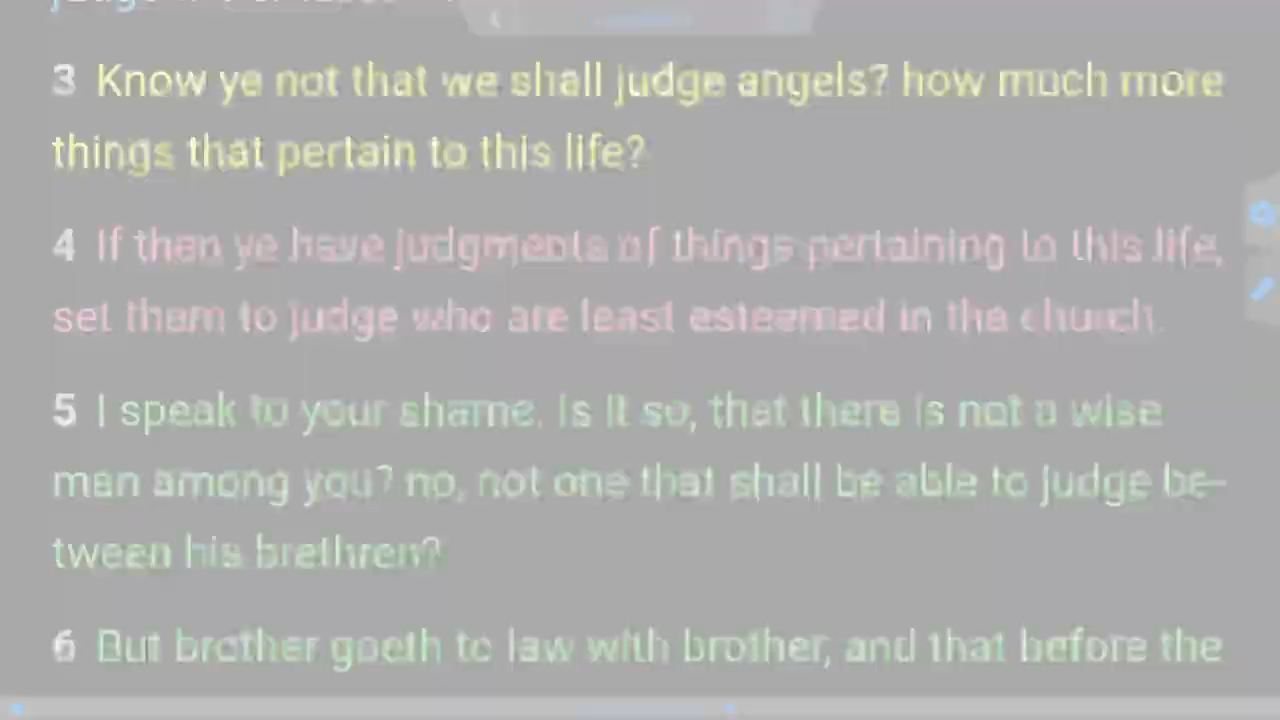 3 Know ye not that we shall judge angels? how much more
things that pertain to this life?
4 If then ye have judgments of things pertaining to this life,
set them to judge who are least esteemed in the church.
5 I speak to your shame. Is it so, that there is not a wise
man among you? no, not one that shall be able to judge be-
tween his brethren?
6 But brother goeth to law with brother, and that before the